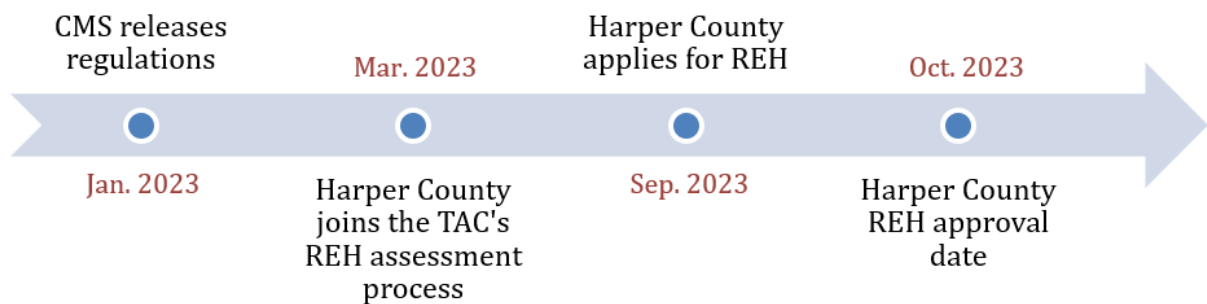 CMS releases
regulations
Jan. 2023
Mar. 2023
Harper County
joins the TAC's
REH assessment
process
Harper County
applies for REH
Sep. 2023
Oct. 2023
Harper County
REH approval
date